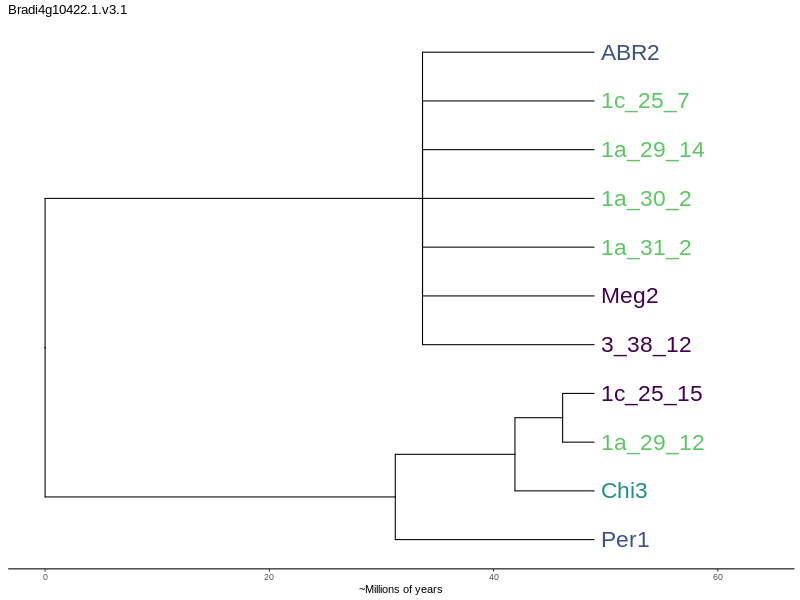 Bradi4g10422.1.v3.1
ABR2
1c_25_7
1a_29_14
1a_30_2
1a_31_2
Meg2
3_38_12
1c_25_15
1a_29_12
Chi3
Per1
0 20 40 60
~Millions of years